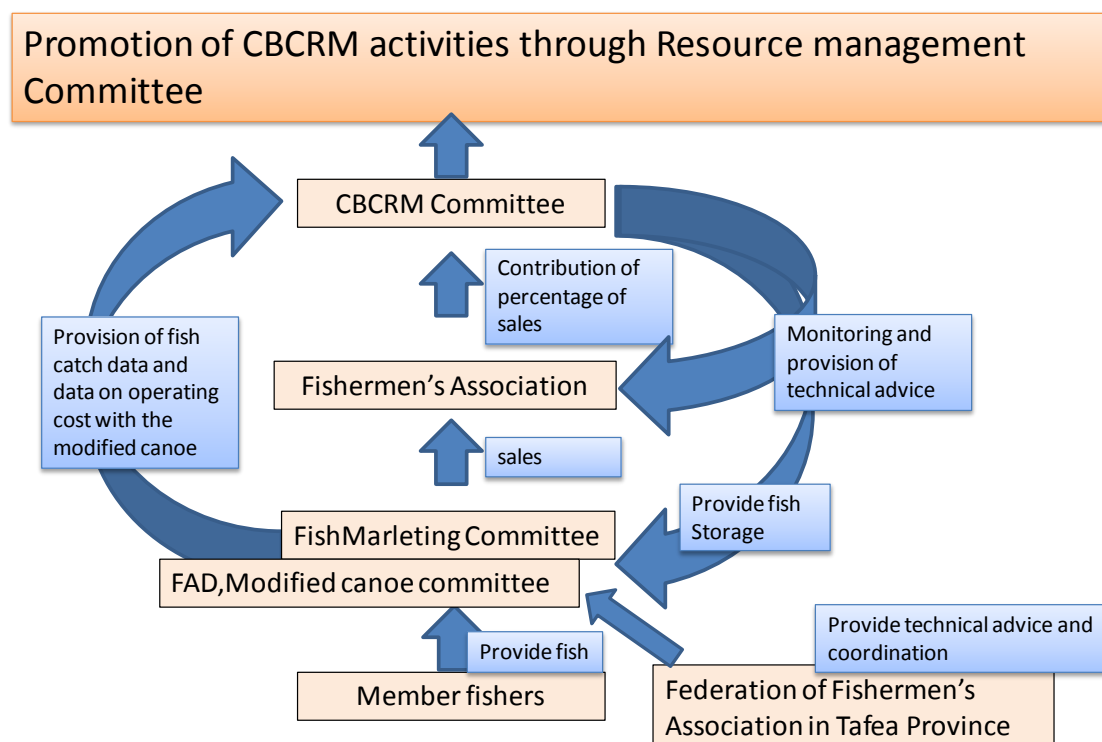 Promotion of CBCRM activities through Resource management
Committee
CBCRM Committee
Contribution of
percentage of
sales
Provision of fish
catch data and
data on operating
cost with the
modified canoe
Monitoring and
provision of
technical advice
Fishermen's Association
sales
Provide fish
Storage
FishMarleting Committee
FAD,Modified canoe committee
Provide technical advice and
coordination
Provide fish
Member fishers
Federation of Fishermen's
Association in Tafea Province